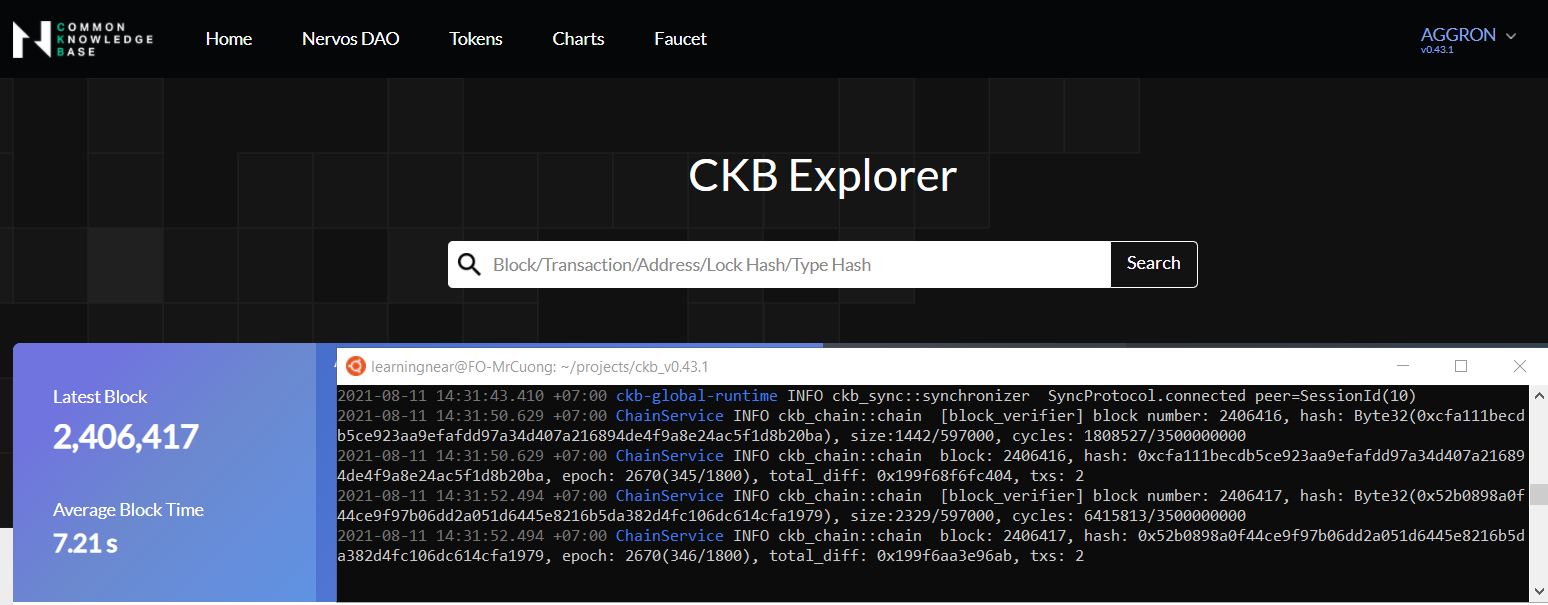 COMMON
KNOWLEDGE
BASE
Home
Nervos DAO
Tokens
Charts
Faucet
AGGRON
v0.43.1
CKB Explorer
Block/Transaction/Address/Lock Hash/Type Hash
Search
Latest Block
2,406,417
Average Block Time
7.21 s
learningnear@FO-MrCuong: ~/projects/ckb_v0.43.1
2021-08-11 14:31:43.410 +07:00 ckb-global-runtime INFO ckb_sync::synchronizer  SyncProtocol.connected peer=SessionId(10)
2021-08-11 14:31:50.629 +07:00 ChainService INFO ckb_chain::chain  [block_verifier] block number: 2406416, hash: Byte32(0xcfa111becd
b5ce923aa9efafdd97a34d407a216894de4f9a8e24ac5f1d8b20ba), size:1442/597000, cycles: 1808527/3500000000
2021-08-11 14:31:50.629 +07:00 ChainService INFO ckb_chain::chain  block: 2406416, hash: 0xcfa111becdb5ce923aa9efafdd97a34d407a21689
4de4f9a8e24ac5f1d8b20ba, epoch: 2670(345/1800), total_diff: 0x199f68f6fc404, txs: 2
2021-08-11 14:31:52.494 +07:00 ChainService INFO ckb_chain::chain  [block_verifier] block number: 2406417, hash: Byte32(0x52b0898a0f
44ce9f97b06dd2a051d6445e8216b5da382d4fc106dc614cfa1979), size:2329/597000, cycles: 6415813/3500000000
2021-08-11 14:31:52.494 +07:00 ChainService INFO ckb_chain::chain  block: 2406417, hash: 0x52b0898a0f44ce9f97b06dd2a051d6445e8216b5d
a382d4fc106dc614cfa1979, epoch: 2670(346/1800), total_diff: 0x199f6aa3e96ab, txs: 2